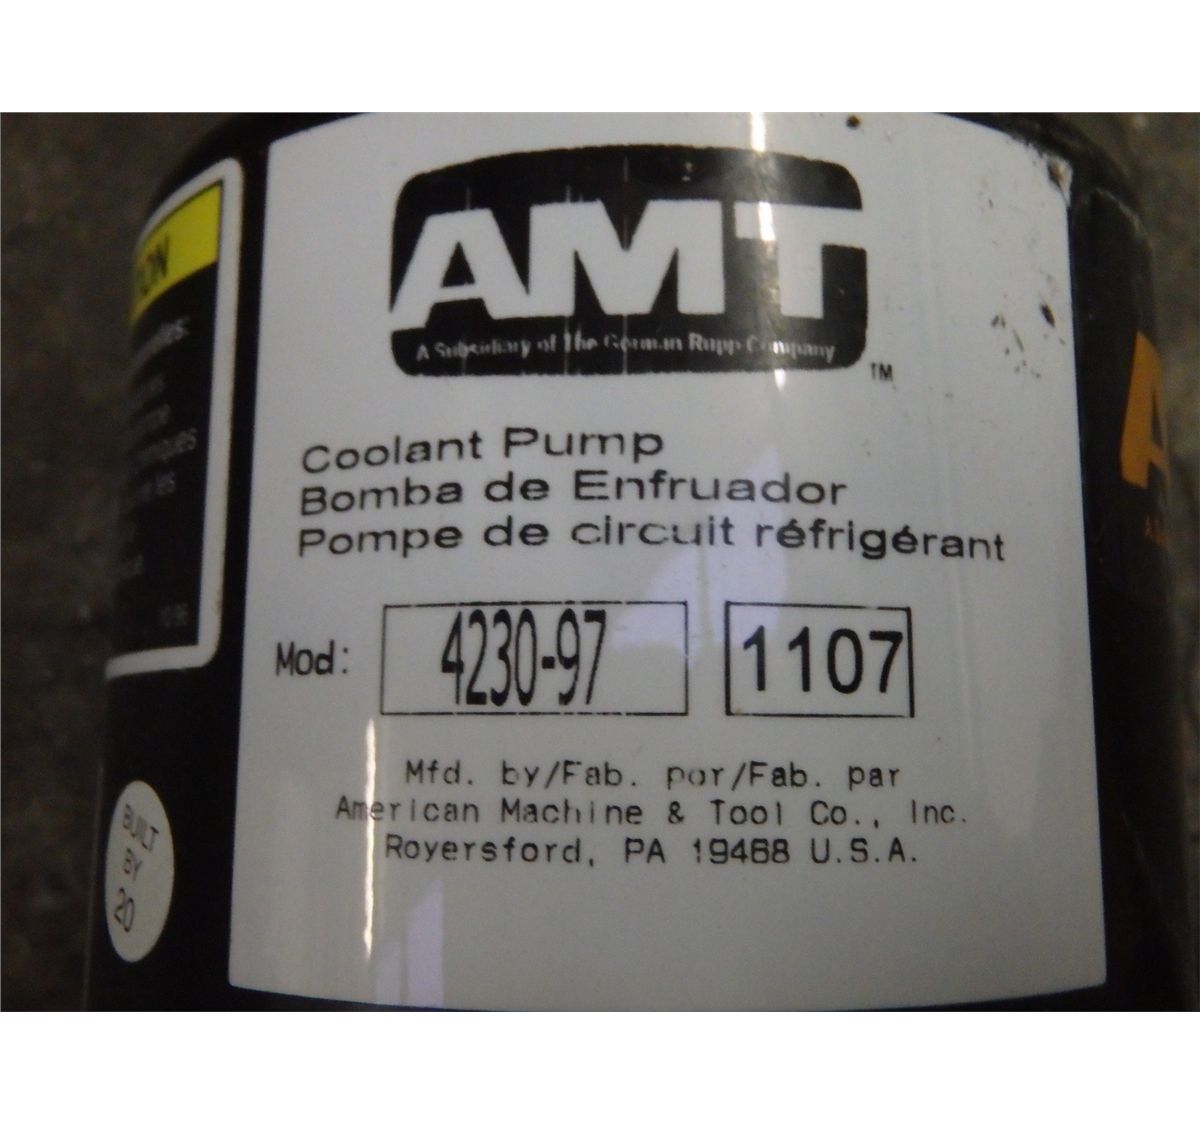 AMT
A Subsidiary of The Gorman Rupp Company
TM
Coolant Pump
Bomba de Enfruador
Pompe de circuit réfrigérant
Mod: 4230-97 1107
Mfd. by/Fab. por/Fab. par
American Machine & Tool Co., Inc.
Royersford, PA 19468 U.S.A.
BUILT
BY
20